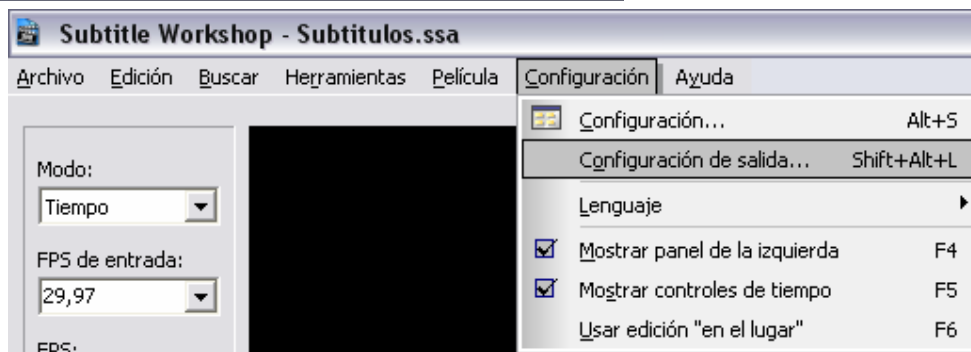 Subtitle Workshop - Subtitulos.ssa
Archivo Edición Buscar Herramientas Película Configuración Ayuda
Configuración... Alt+S
Configuración de salida... Shift+Alt+L
Modo:
Tiempo
Lenguaje
FPS de entrada:
Mostrar panel de la izquierda F4
29,97
Mostrar controles de tiempo F5
Usar edición "en el lugar" F6
FPS: